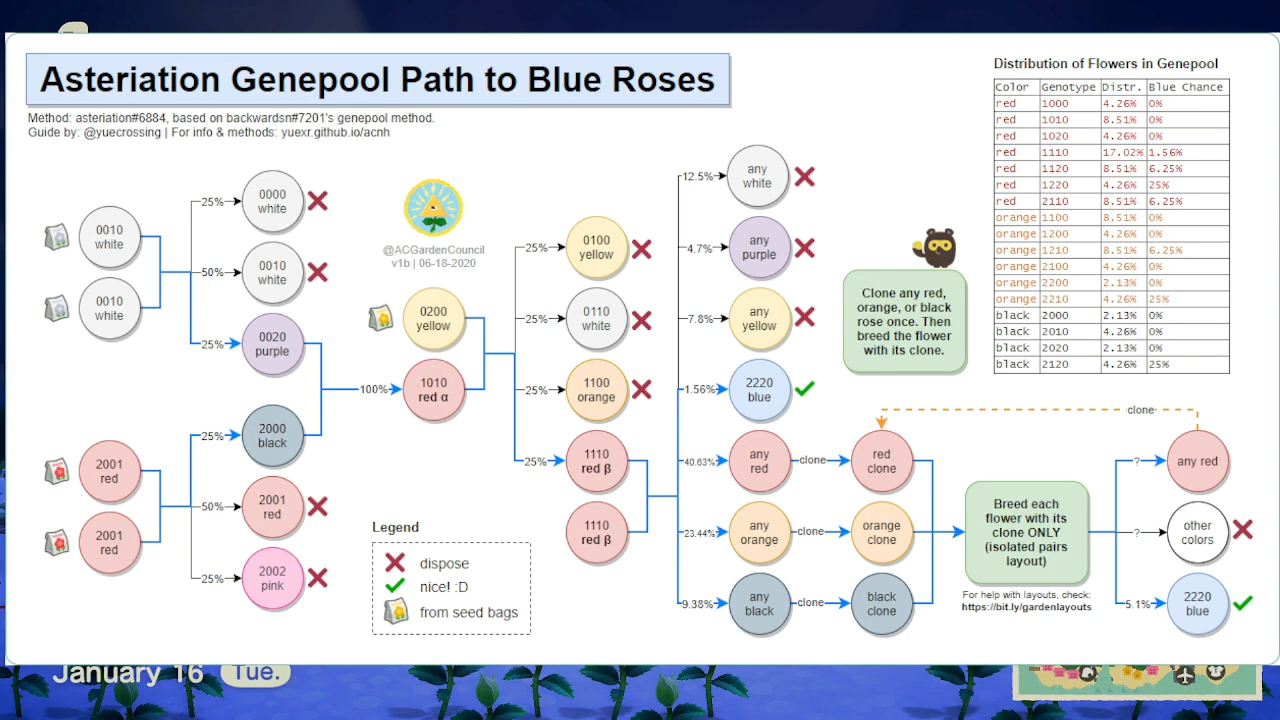 Asteriation Genepool Path to Blue Roses
Method: asteriation#6884, based on backwardsn#7201's genepool method.
Guide by: @yuecrossing | For info & methods: yuexr.github.io/acnh
0010
white
0010
white
2001
red
2001
red
25%
50%
25%
25%
50%
25%
0000
white
0010
white
0020
purple
2000
black
2001
red
2002
pink
100%
@ACGardenCouncil
v1b | 06-18-2020
0200
yellow
1010
red α
25%
25%
25%
25%
0100
yellow
0110
white
1100
orange
1110
red β
1110
red β
Legend
dispose
nice! :D
from seed bags
12.5%
4.7%
7.8%
1.56%
40.63%
23.44%
9.38%
any
white
any
purple
any
yellow
2220
blue
any
red
any
orange
any
black
clone
clone
clone
red
clone
orange
clone
black
clone
Clone any red,
orange, or black
rose once. Then
breed the flower
with its clone.
Distribution of Flowers in Genepool
Color Genotype Distr. Blue Chance
red 1000 4.26% 0%
red 1010 8.51% 0%
red 1020 4.26% 0%
red 1110 17.02% 1.56%
red 1120 8.51% 6.25%
red 1220 4.26% 25%
red 2110 8.51% 6.25%
orange 1100 8.51% 0%
orange 1200 4.26% 0%
orange 1210 8.51% 6.25%
orange 2100 4.26% 0%
orange 2200 2.13% 0%
orange 2210 4.26% 25%
black 2000 2.13% 0%
black 2010 4.26% 0%
black 2020 2.13% 0%
black 2120 4.26% 25%
clone
Breed each
flower with its
clone ONLY
(isolated pairs
layout)
For help with layouts, check:
https://bit.ly/gardenlayouts
?
?
5.1%
any red
other
colors
2220
blue
January 16 Tue.